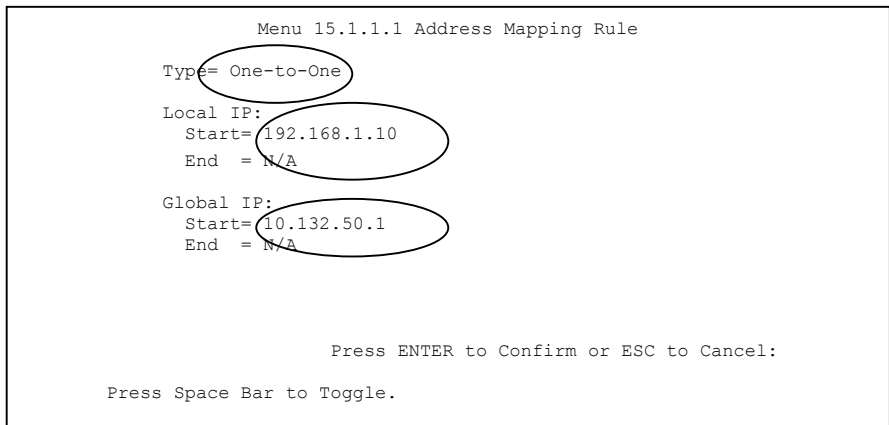 Menu 15.1.1.1 Address Mapping Rule
Type= One-to-One
Local IP:
Start= 192.168.1.10
End = N/A
Global IP:
Start= 10.132.50.1
End = N/A
Press ENTER to Confirm or ESC to Cancel:
Press Space Bar to Toggle.